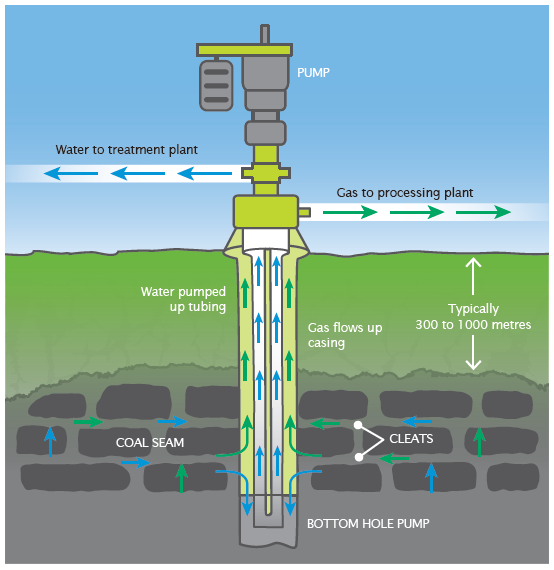 PUMP
Water to treatment plant
Gas to processing plant
Water pumped
up tubing
Typically
300 to 1000 metres
Gas flows up
casing
COAL SEAM
CLEATS
BOTTOM HOLE PUMP